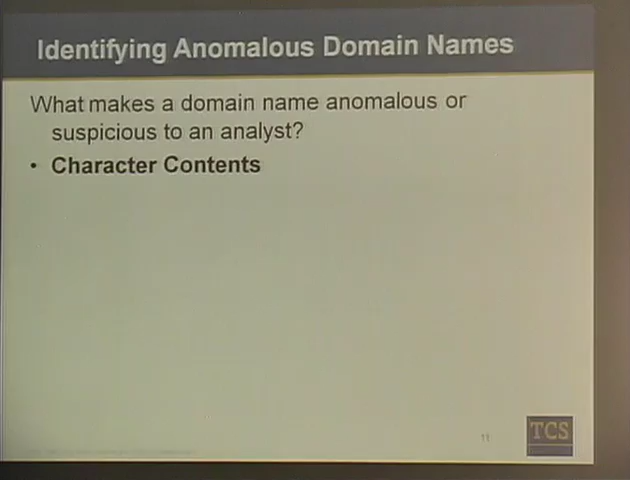 Identifying Anomalous Domain Names
What makes a domain name anomalous or
suspicious to an analyst?
• Character Contents
11
TCS